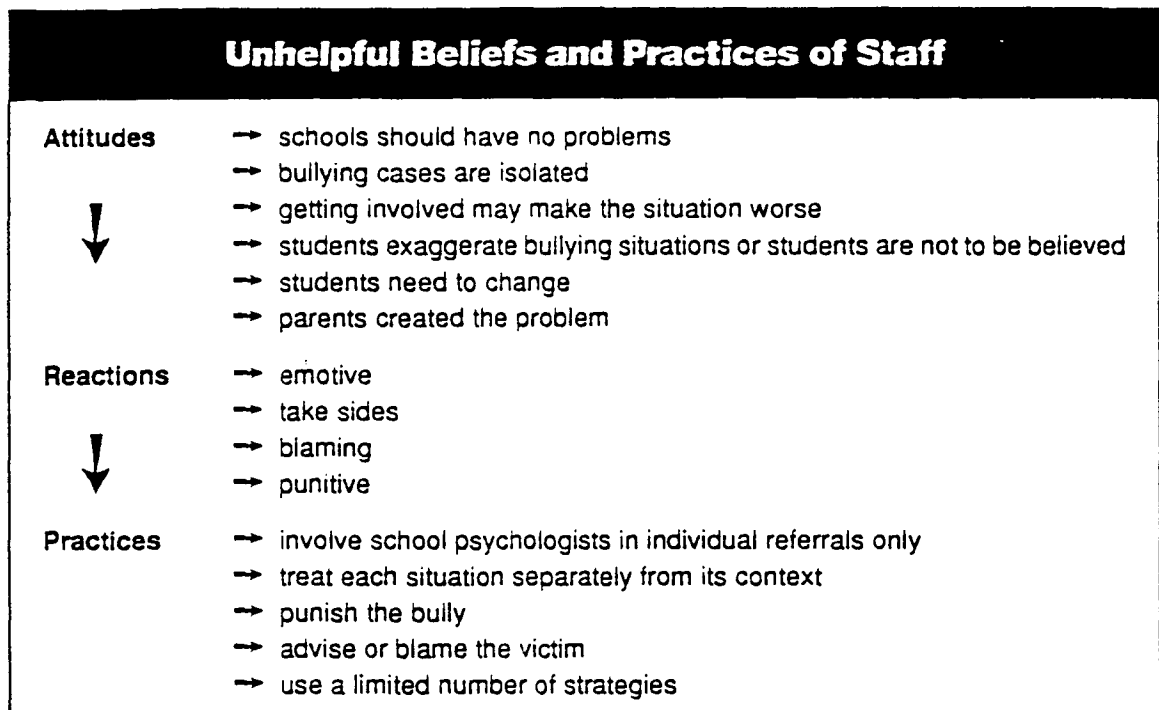 Unhelpful Beliefs and Practices of Staff
Attitudes → schools should have no problems
→ bullying cases are isolated
→ getting involved may make the situation worse
→ students exaggerate bullying situations or students are not to be believed
→ students need to change
→ parents created the problem
Reactions → emotive
→ take sides
→ blaming
→ punitive
Practices → involve school psychologists in individual referrals only
→ treat each situation separately from its context
→ punish the bully
→ advise or blame the victim
→ use a limited number of strategies